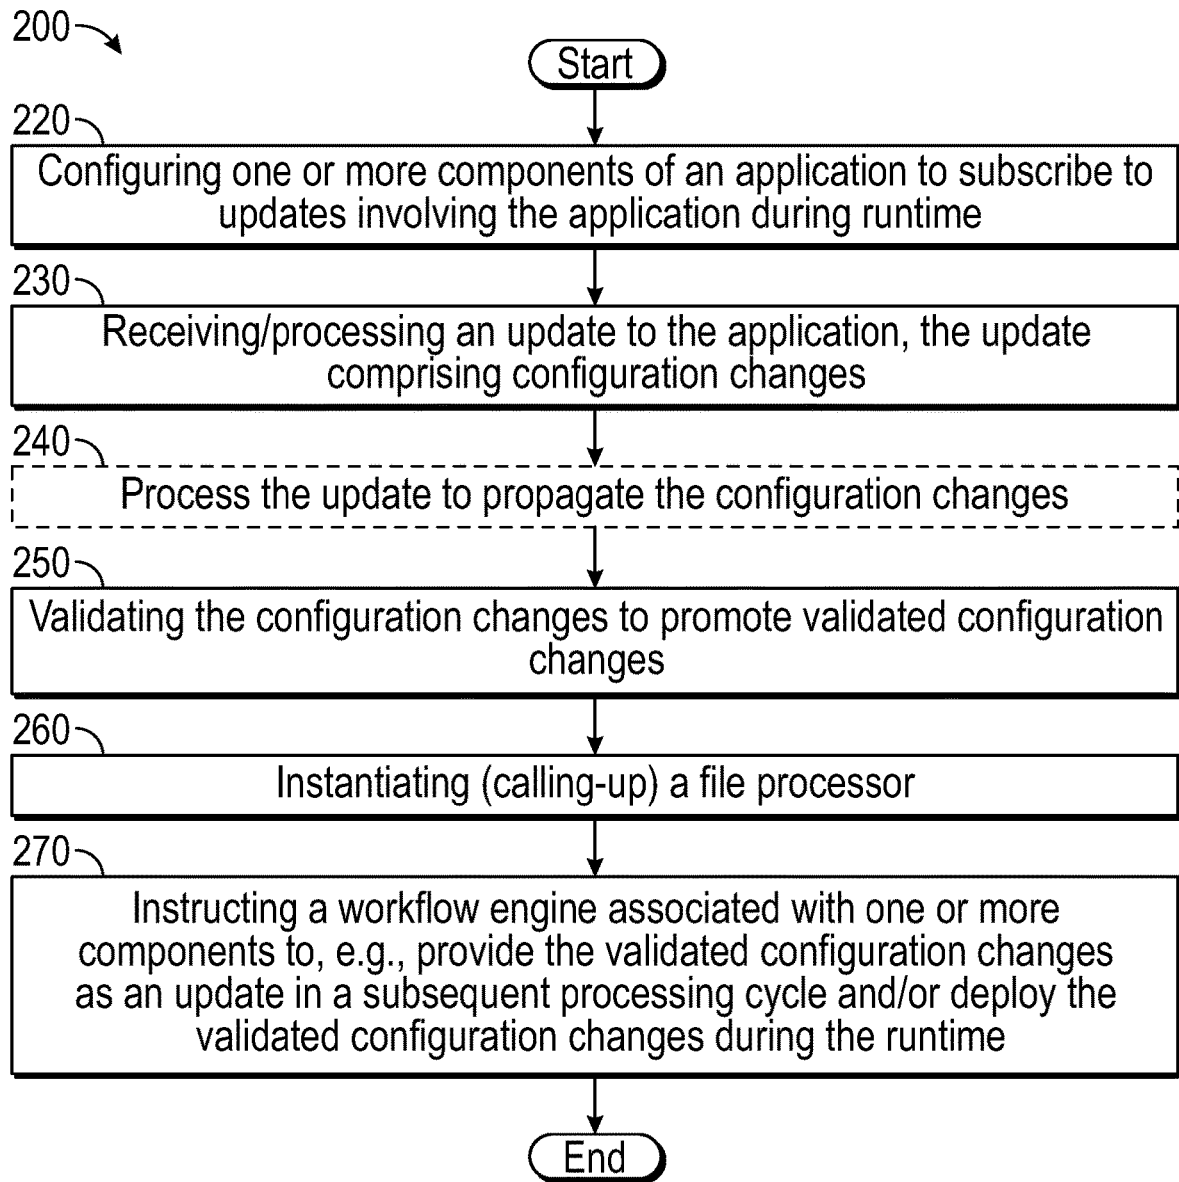 200
Start
220
Configuring one or more components of an application to subscribe to
updates involving the application during runtime
230
Receiving/processing an update to the application, the update
comprising configuration changes
240
Process the update to propagate the configuration changes
250
Validating the configuration changes to promote validated configuration
changes
260
Instantiating (calling-up) a file processor
270
Instructing a workflow engine associated with one or more
components to, e.g., provide the validated configuration changes
as an update in a subsequent processing cycle and/or deploy the
validated configuration changes during the runtime
End